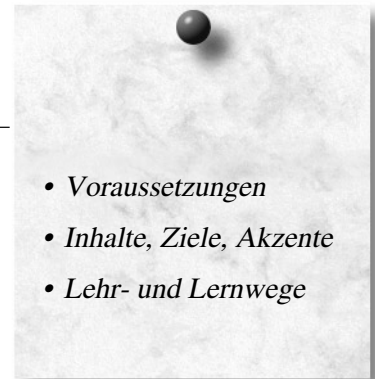 • Voraussetzungen
• Inhalte, Ziele, Akzente
• Lehr- und Lernwege